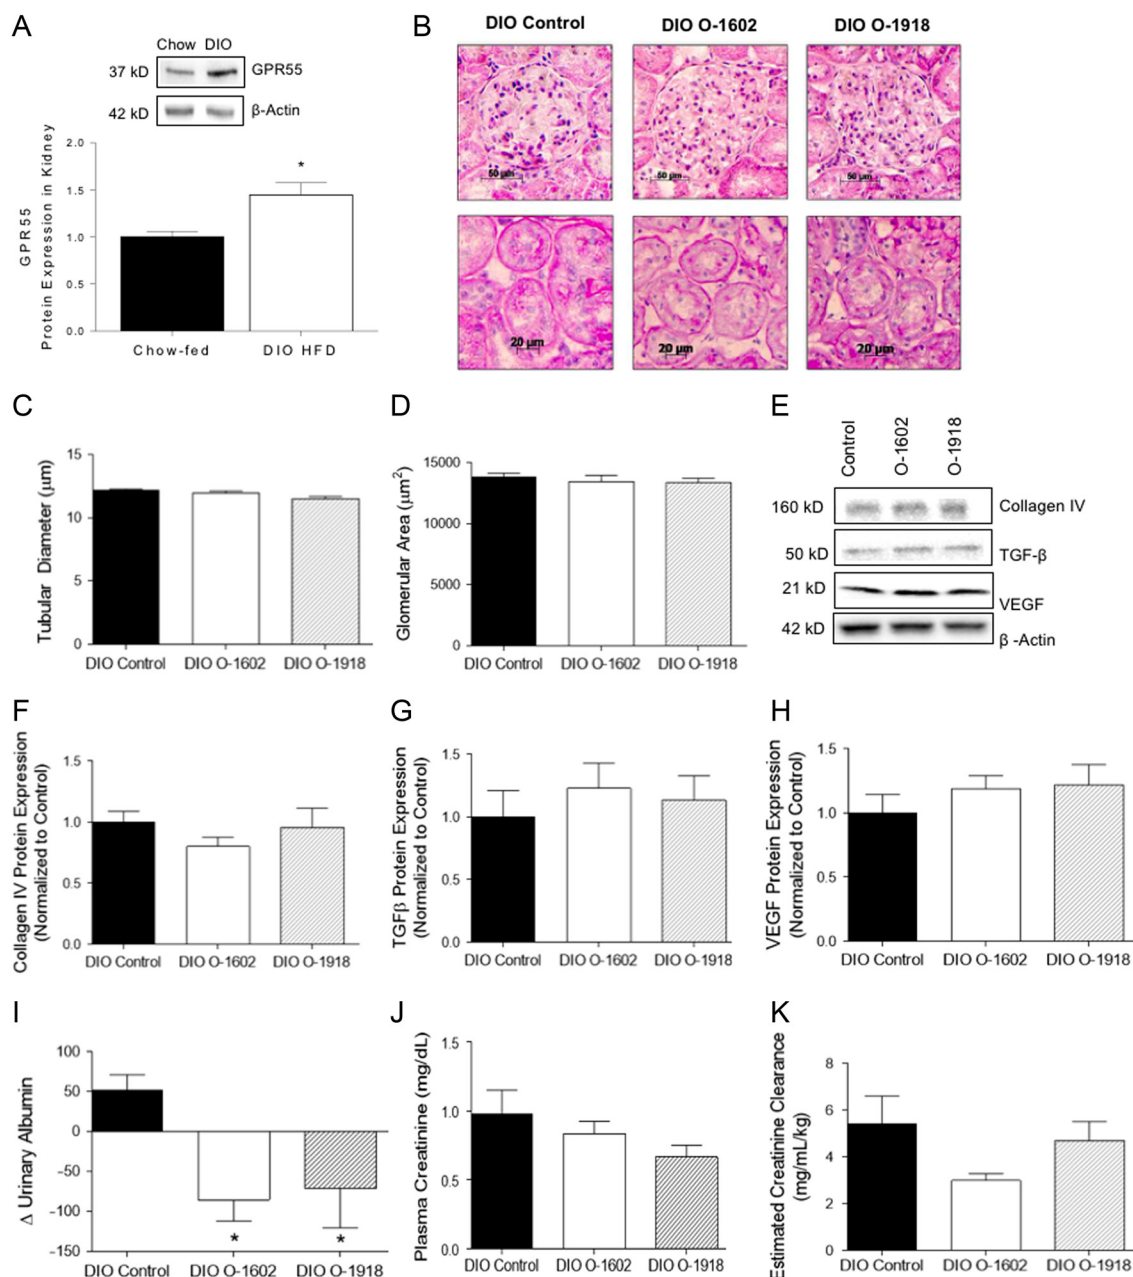 A
Chow DIO
37 kD
GPR55
42 kD
β-Actin
GPR55
Protein Expression in Kidney
2.0
1.5
1.0
0.5
0.0
*
Chow-fed
DIO HFD
B
DIO Control
DIO O-1602
DIO O-1918
50 µm
50 µm
50 µm
20 µm
20 µm
20 µm
C
Tubular Diameter (µm)
15
10
5
0
DIO Control
DIO O-1602
DIO O-1918
D
Glomerular Area (µm²)
15000
10000
5000
0
DIO Control
DIO O-1602
DIO O-1918
E
Control
O-1602
O-1918
160 kD
Collagen IV
50 kD
TGF-β
21 kD
VEGF
42 kD
β -Actin
F
Collagen IV Protein Expression
(Normalized to Control)
1.5
1.0
0.5
0.0
DIO Control
DIO O-1602
DIO O-1918
G
TGFβ Protein Expression
(Normalized to Control)
1.5
1.0
0.5
0.0
DIO Control
DIO O-1602
DIO O-1918
H
VEGF Protein Expression
(Normalized to Control)
1.5
1.0
0.5
0.0
DIO Control
DIO O-1602
DIO O-1918
I
Δ Urinary Albumin
100
50
0
-50
-100
-150
*
*
DIO Control
DIO O-1602
DIO O-1918
J
Plasma Creatinine (mg/dL)
1.5
1.0
0.5
0.0
DIO Control
DIO O-1602
DIO O-1918
K
Estimated Creatinine Clearance
(mg/mL/kg)
8
6
4
2
0
DIO Control
DIO O-1602
DIO O-1918